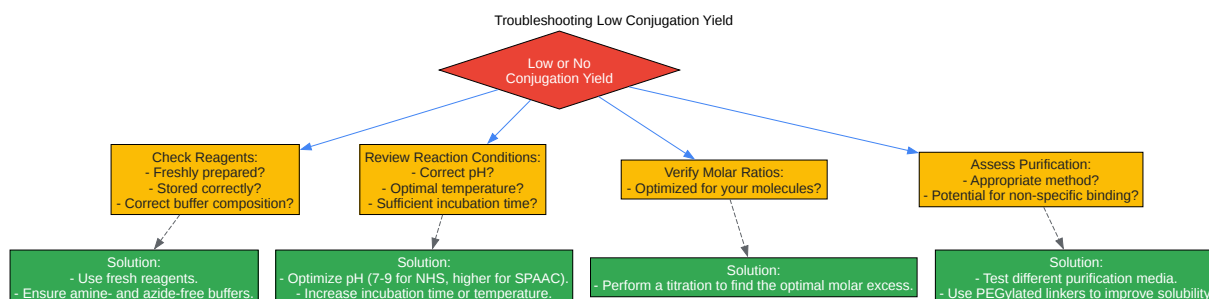 Troubleshooting Low Conjugation Yield
Low or No
Conjugation Yield
Check Reagents:
- Freshly prepared?
- Stored correctly?
- Correct buffer composition?
Review Reaction Conditions:
- Correct pH?
- Optimal temperature?
- Sufficient incubation time?
Verify Molar Ratios:
- Optimized for your molecules?
Assess Purification:
- Appropriate method?
- Potential for non-specific binding?
Solution:
- Use fresh reagents.
- Ensure amine- and azide-free buffers.
Solution:
- Optimize pH (7-9 for NHS, higher for SPAAC).
- Increase incubation time or temperature.
Solution:
- Perform a titration to find the optimal molar excess.
Solution:
- Test different purification media.
- Use PEGylated linkers to improve solubility